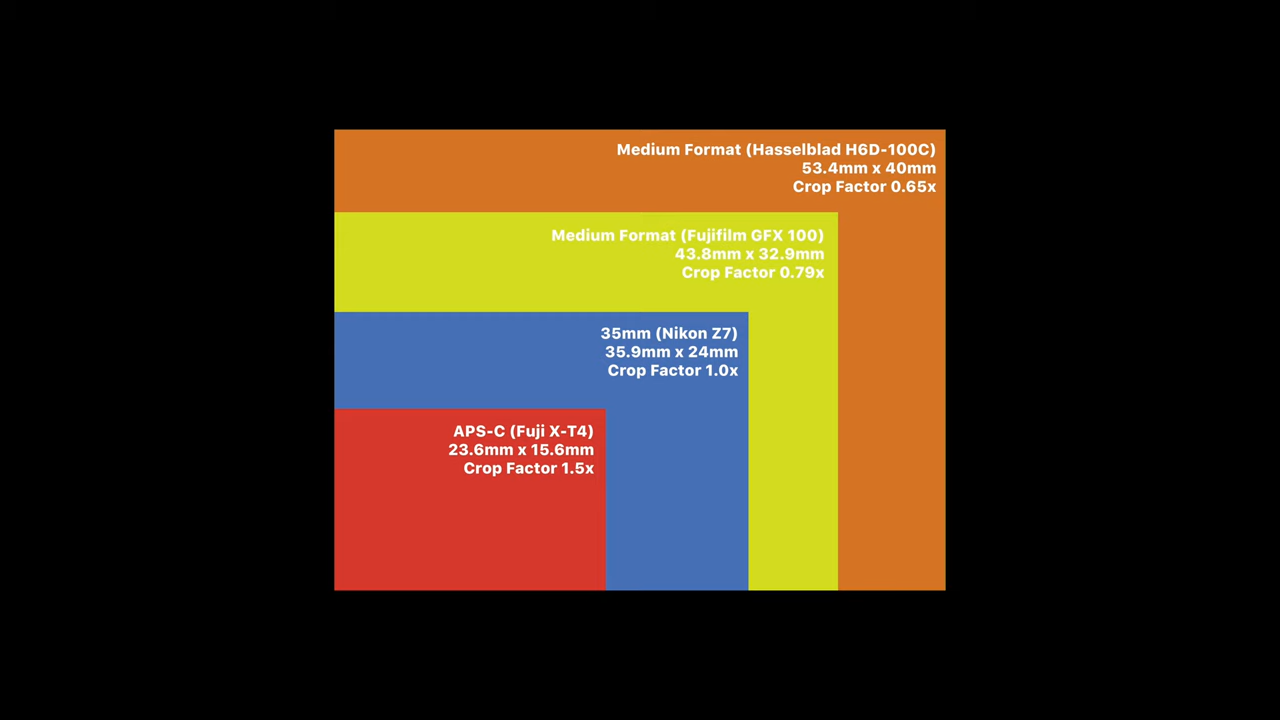 Medium Format (Hasselblad H6D-100C)
53.4mm x 40mm
Crop Factor 0.65x
Medium Format (Fujifilm GFX 100)
43.8mm x 32.9mm
Crop Factor 0.79x
35mm (Nikon Z7)
35.9mm x 24mm
Crop Factor 1.0x
APS-C (Fuji X-T4)
23.6mm x 15.6mm
Crop Factor 1.5x